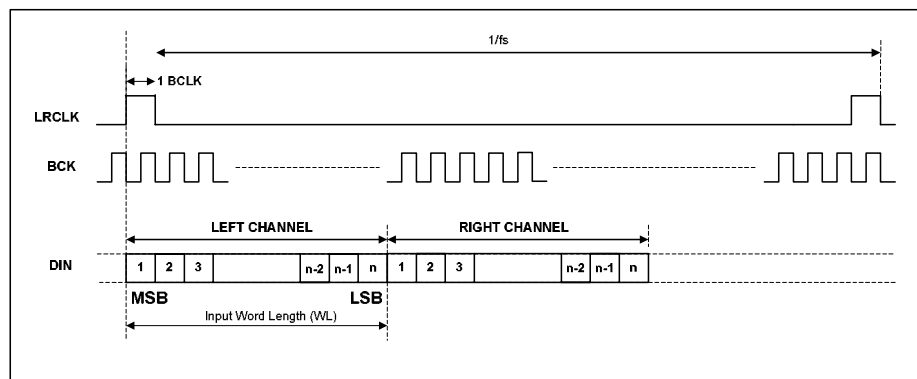 1/fs
1 BCLK
LRCLK
BCK
LEFT CHANNEL RIGHT CHANNEL
DIN 1 2 3 n-2 n-1 n 1 2 3 n-2 n-1 n
MSB LSB
Input Word Length (WL)